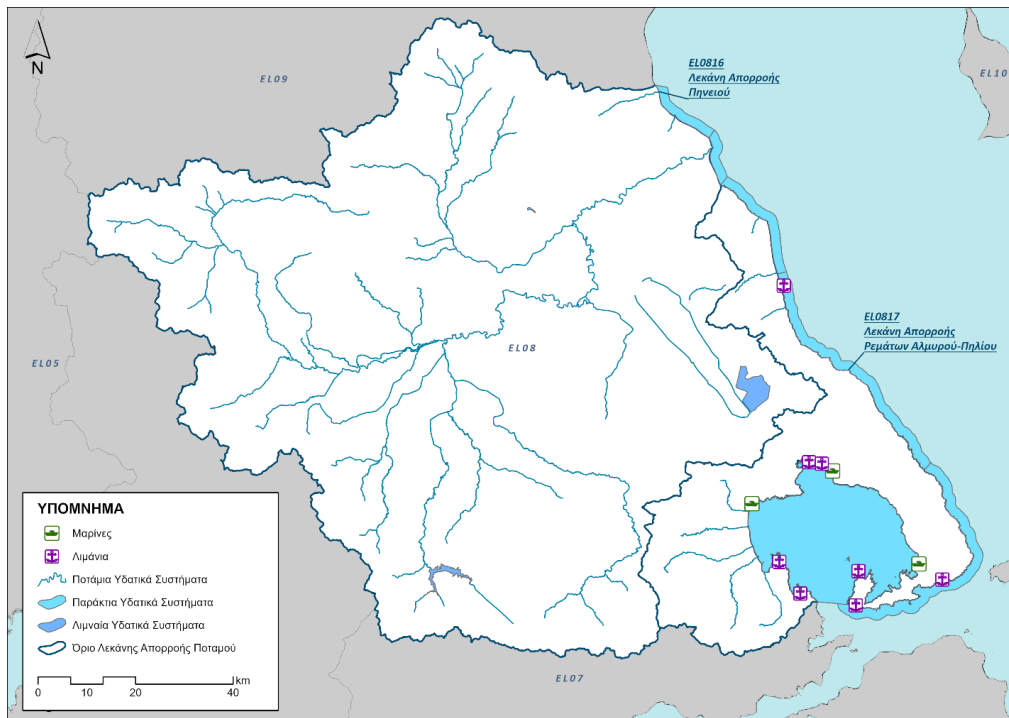 N
EL09
EL0816
Λεκάνη Απορροής
Πηνειού
EL10
EL05
EL08
EL0817
Λεκάνη Απορροής
Ρεμάτων Αλμυρού-Πηλίου
ΥΠΟΜΝΗΜΑ
Μαρίνες
Λιμάνια
Ποτάμια Υδατικά Συστήματα
Παράκτια Υδατικά Συστήματα
Λιμναία Υδατικά Συστήματα
Όριο Λεκάνης Απορροής Ποταμού
km
0 10 20 40
EL07